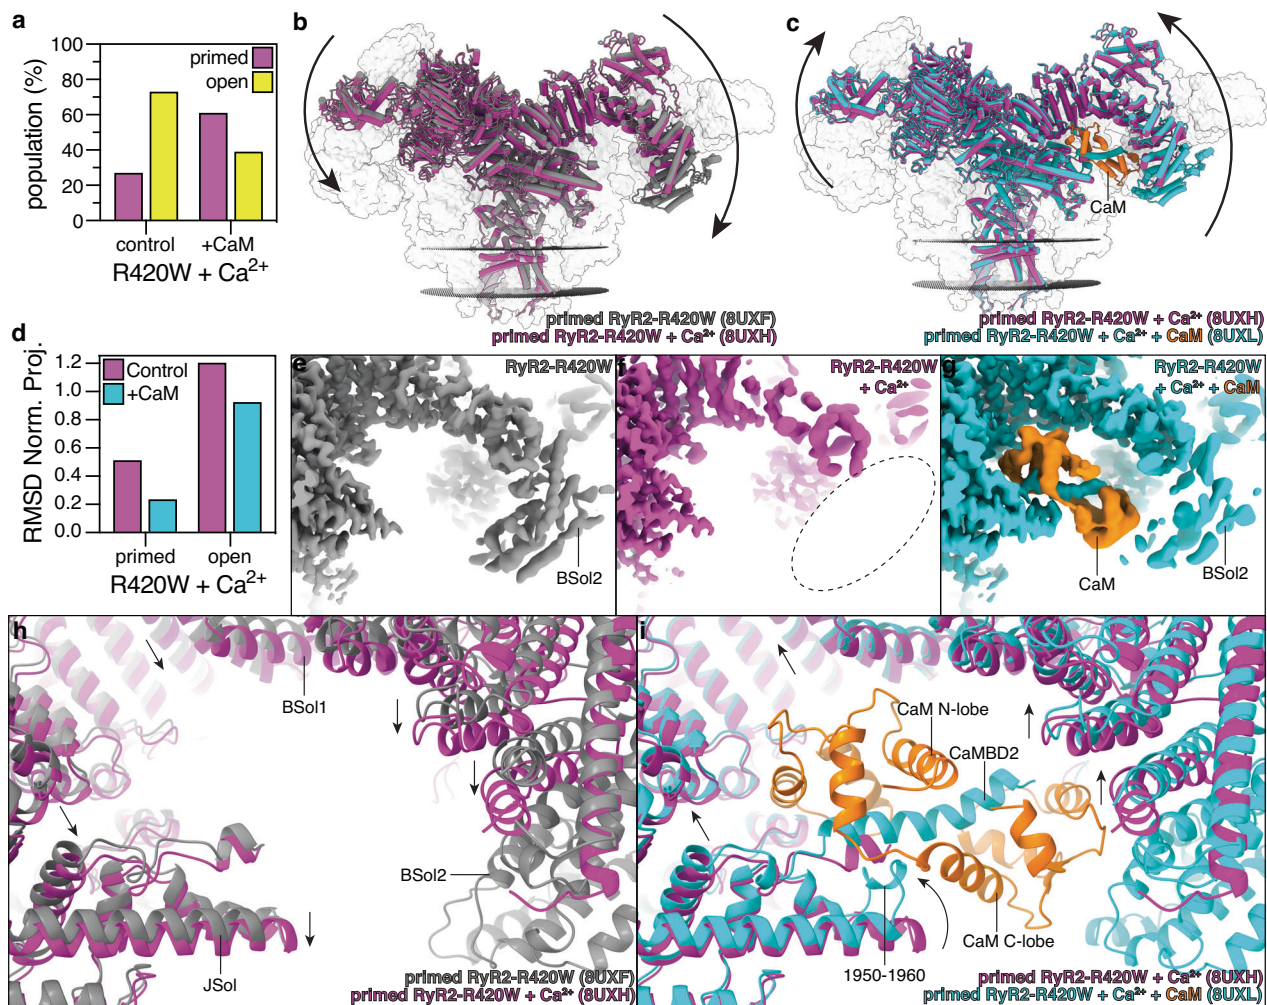 a
100
80
60
40
20
0
population (%)
primed
open
control
+CaM
R420W + Ca2+
b
primed RyR2-R420W (8UXF)
primed RyR2-R420W + Ca²⁺ (8UXH)
c
CaM
primed RyR2-R420W + Ca²⁺ (8UXH)
primed RyR2-R420W + Ca²⁺ + CaM (8UXL)
d
1.2
1.0
0.8
0.6
0.4
0.2
0.0
RMSD Norm. Proj.
Control
+CaM
primed
open
R420W + Ca2+
e
RyR2-R420W
BSol2
f
RyR2-R420W
+ Ca²⁺
g
RyR2-R420W
+ Ca²⁺ + CaM
CaM
BSol2
h
BSol1
BSol2
JSol
primed RyR2-R420W (8UXF)
primed RyR2-R420W + Ca²⁺ (8UXH)
i
CaM N-lobe
CaMBD2
CaM C-lobe
1950-1960
primed RyR2-R420W + Ca²⁺ (8UXH)
primed RyR2-R420W + Ca²⁺ + CaM (8UXL)